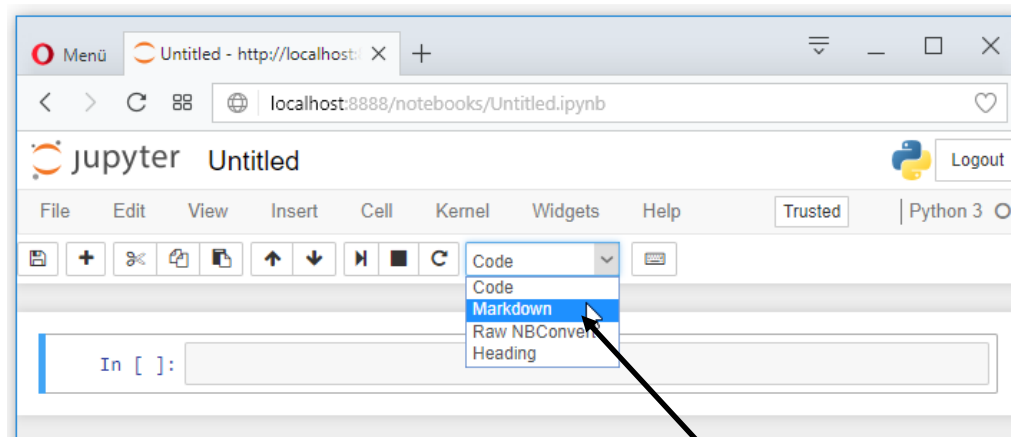 Menü Untitled - http://localhost:
localhost:8888/notebooks/Untitled.ipynb
jupyter Untitled Logout
File Edit View Insert Cell Kernel Widgets Help Trusted Python 3
Code
Code
Markdown
Raw NBConvert
Heading
In [ ]: